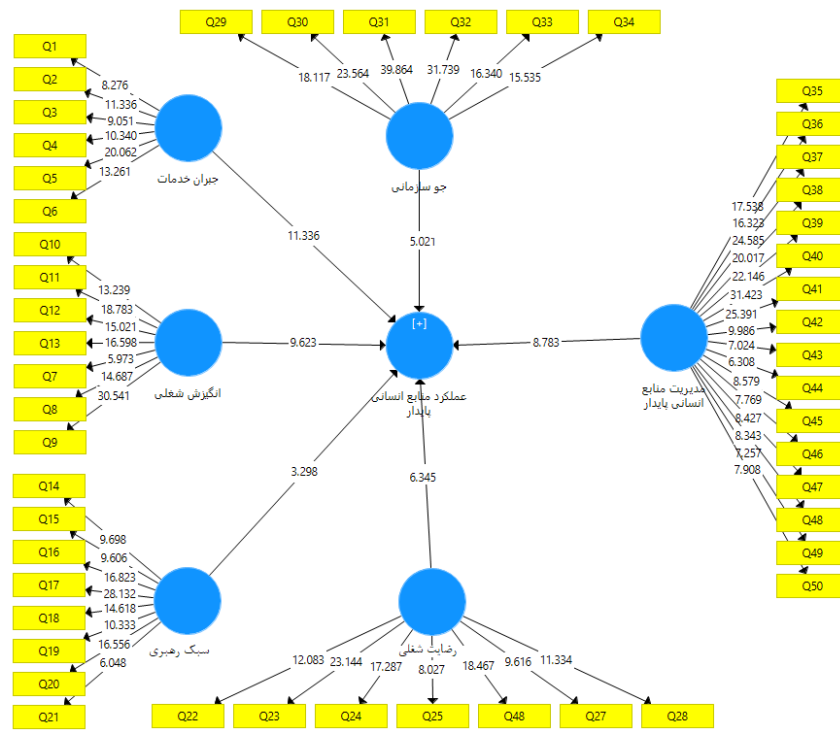 Q29 Q30 Q31 Q32 Q33 Q34
18.117 23.564 39.864 31.739 16.340 15.535
جو سازمانی
5.021
Q1
Q2
Q3
Q4
Q5
Q6
8.276
11.336
9.051
10.340
20.062
13.261
جبران خدمات
11.336
Q10
Q11
Q12
Q13
Q7
Q8
Q9
13.239
18.783
15.021
16.598
5.973
14.687
30.541
انگیزش شغلی
9.623
[+]
عملکرد منابع انسانی
پایدار
8.783
Q35
Q36
Q37
Q38
Q39
Q40
Q41
Q42
Q43
Q44
Q45
Q46
Q47
Q48
Q49
Q50
17.538
16.323
24.585
20.017
22.146
31.423
25.391
9.986
7.024
6.308
8.579
7.769
8.427
8.343
7.257
7.908
مدیریت منابع
انسانی پایدار
Q14
Q15
Q16
Q17
Q18
Q19
Q20
Q21
9.698
9.606
16.823
28.132
14.618
10.333
16.556
6.048
سبک رهبری
3.298
6.345
رضایت شغلی
12.083 23.144 17.287 8.027 18.467 9.616 11.334
Q22 Q23 Q24 Q25 Q48 Q27 Q28